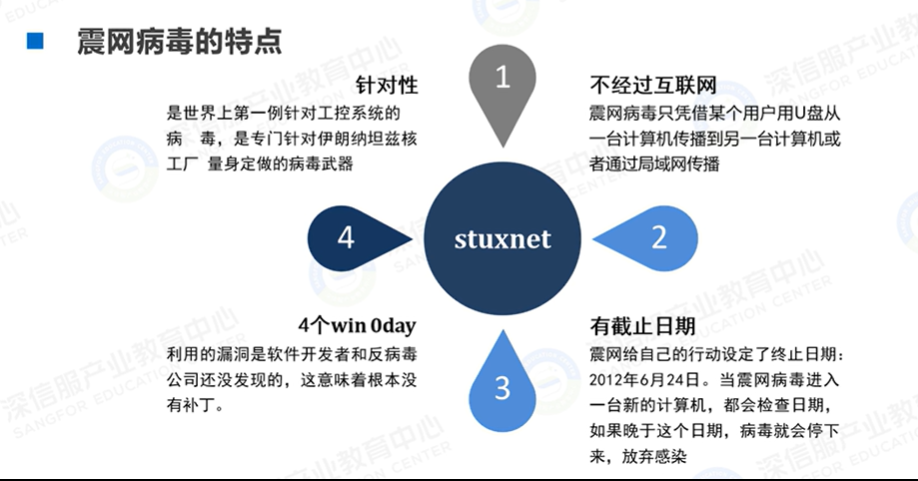 震网病毒的特点
针对性
是世界上第一例针对工控系统的
病 毒，是专门针对伊朗纳坦兹核
工厂 量身定做的病毒武器
1
不经过互联网
震网病毒只凭借某个用户用U盘从
一台计算机传播到另一台计算机或
者通过局域网传播
4
stuxnet
2
4个win 0day
利用的漏洞是软件开发者和反病毒
公司还没发现的，这意味着根本没
有补丁。
3
有截止日期
震网给自己的行动设定了终止日期：
2012年6月24日。当震网病毒进入
一台新的计算机，都会检查日期，
如果晚于这个日期，病毒就会停下
来，放弃感染
深信服产业教育中心
SANGFOR EDUCATION CENTER